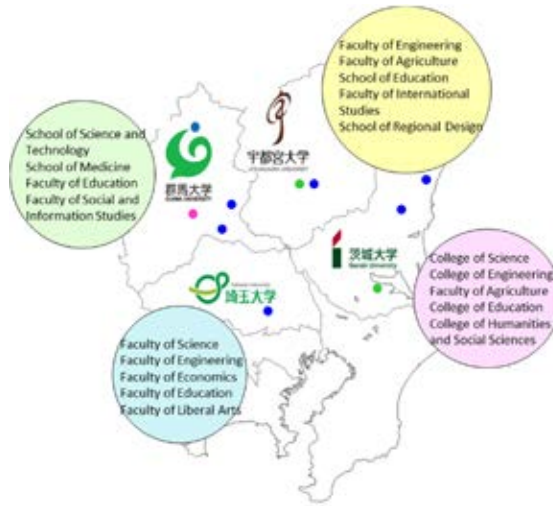 Faculty of Engineering
Faculty of Agriculture
School of Education
Faculty of International
Studies
School of Regional Design
School of Science and
Technology
School of Medicine
Faculty of Education
Faculty of Social and
Information Studies
群馬大学
GUNMA UNIVERSITY
宇都宮大学
茨城大学
Ibaraki University
埼玉大学
College of Science
College of Engineering
Faculty of Agriculture
College of Education
College of Humanities
and Social Sciences
Faculty of Science
Faculty of Engineering
Faculty of Economics
Faculty of Education
Faculty of Liberal Arts